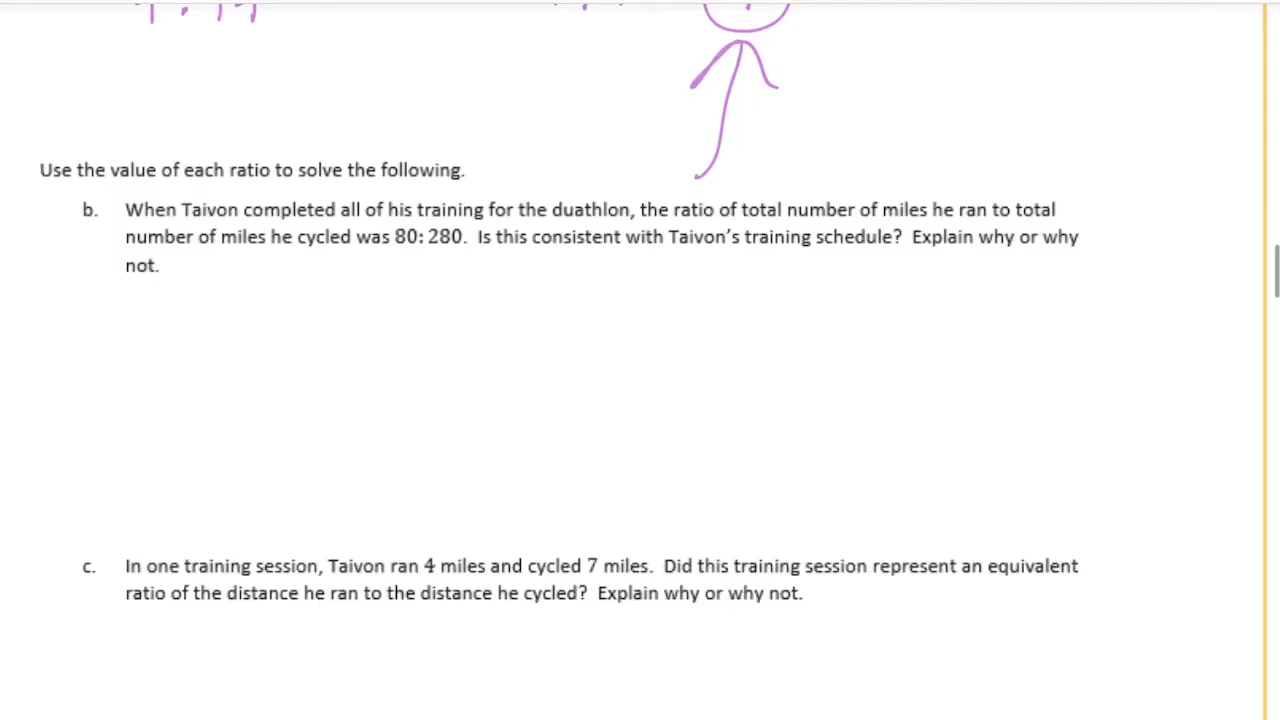 Use the value of each ratio to solve the following.
b. When Taivon completed all of his training for the duathlon, the ratio of total number of miles he ran to total
number of miles he cycled was 80: 280. Is this consistent with Taivon’s training schedule? Explain why or why
not.
c. In one training session, Taivon ran 4 miles and cycled 7 miles. Did this training session represent an equivalent
ratio of the distance he ran to the distance he cycled? Explain why or why not.